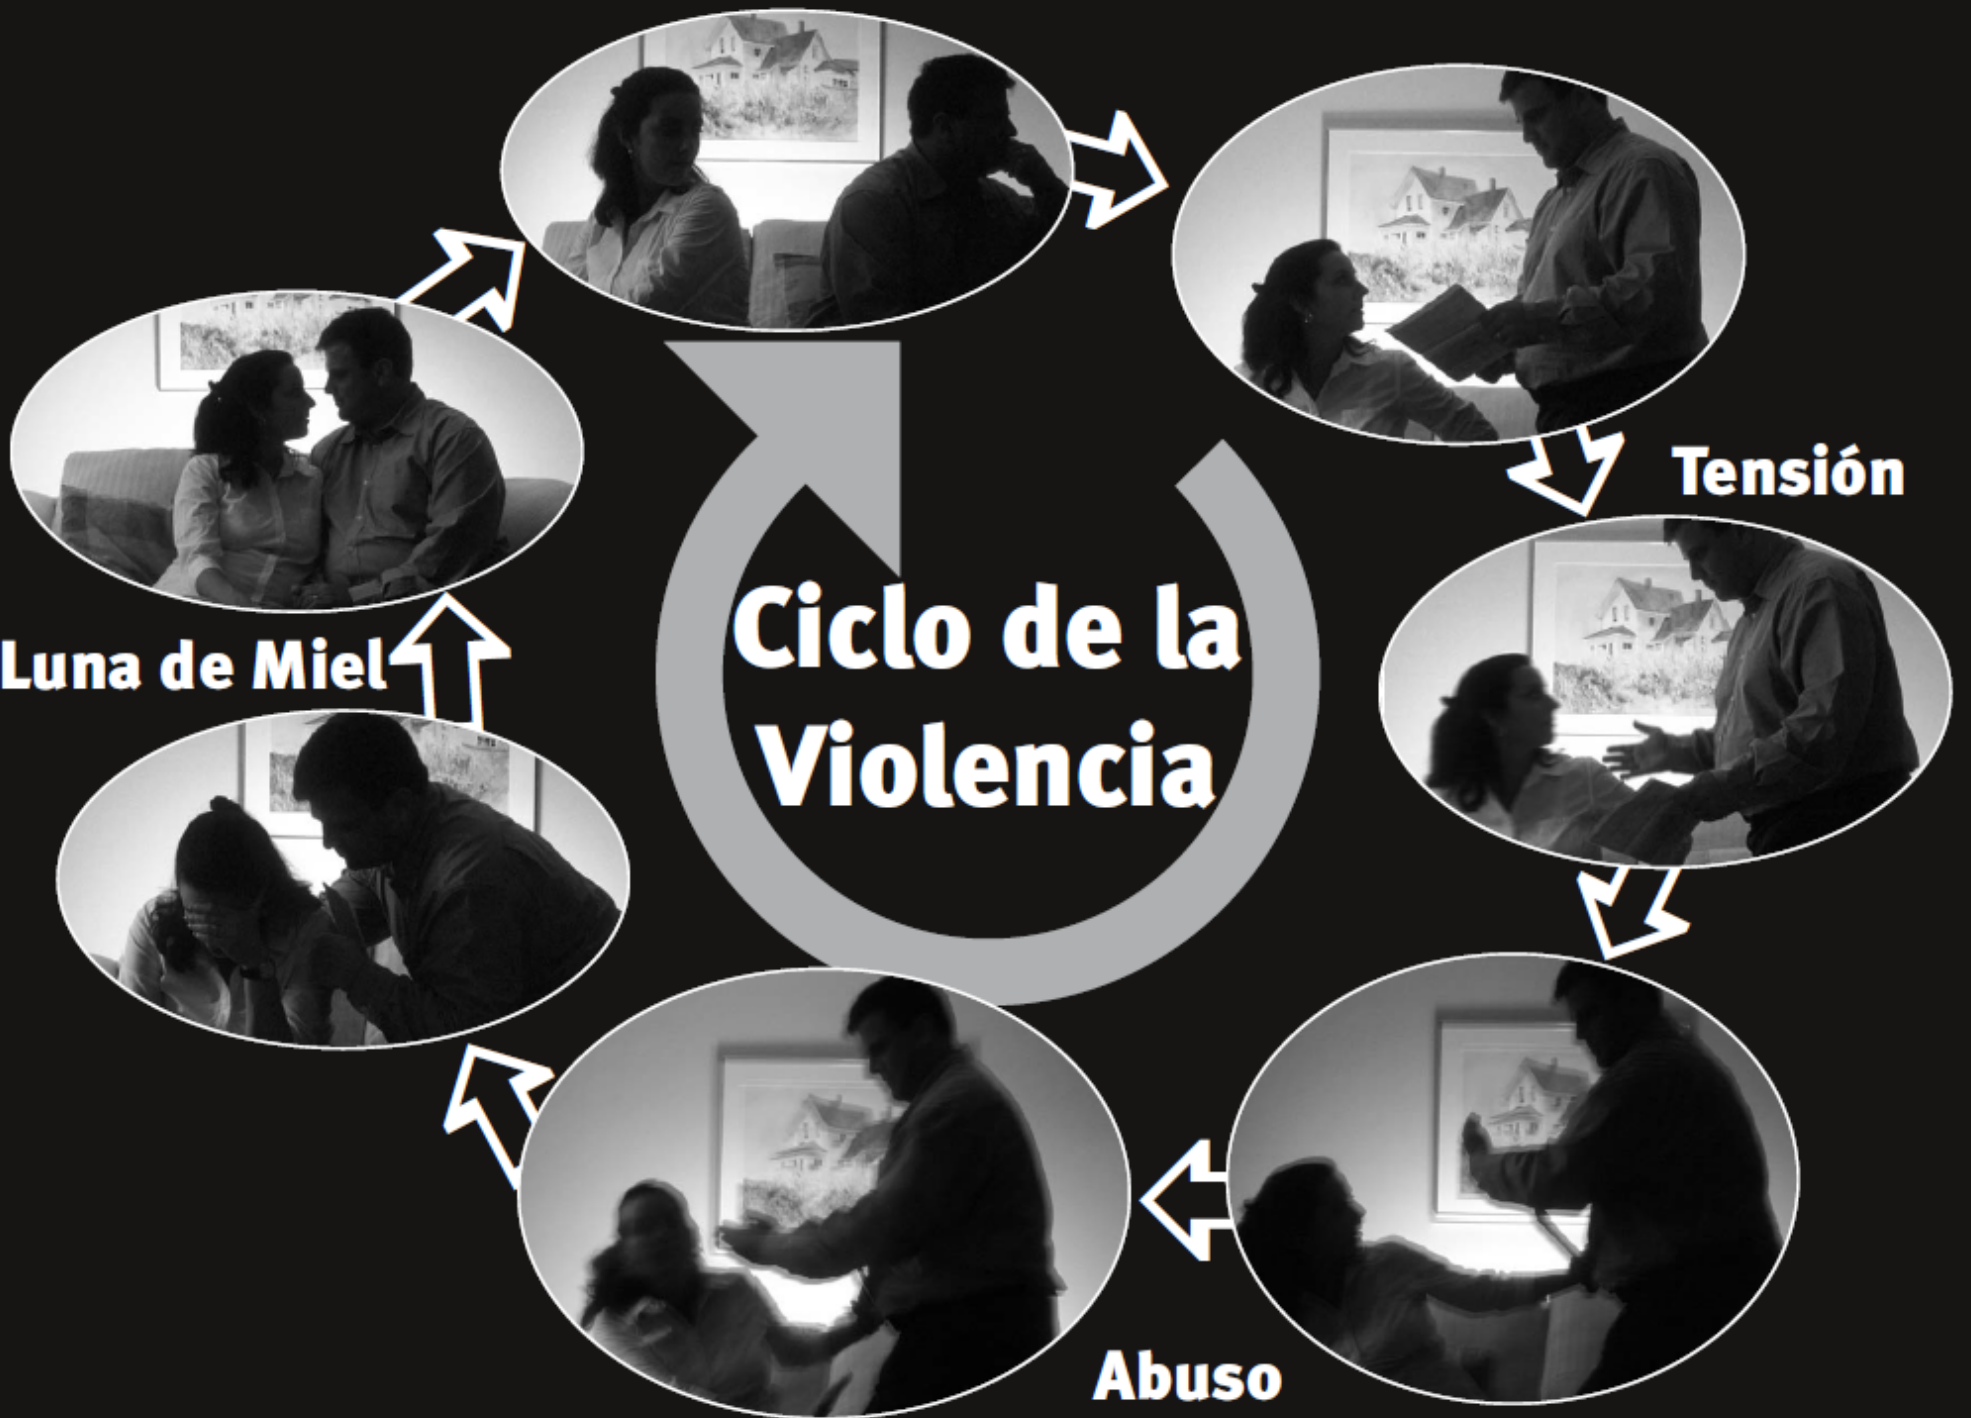 Tensión
Ciclo de la
Violencia
Luna de Miel
Abuso